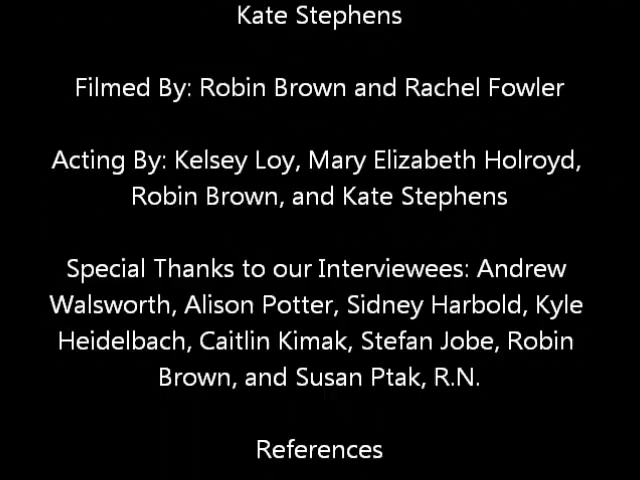 Kate Stephens
Filmed By: Robin Brown and Rachel Fowler
Acting By: Kelsey Loy, Mary Elizabeth Holroyd,
Robin Brown, and Kate Stephens
Special Thanks to our Interviewees: Andrew
Walsworth, Alison Potter, Sidney Harbold, Kyle
Heidelbach, Caitlin Kimak, Stefan Jobe, Robin
Brown, and Susan Ptak, R.N.
References